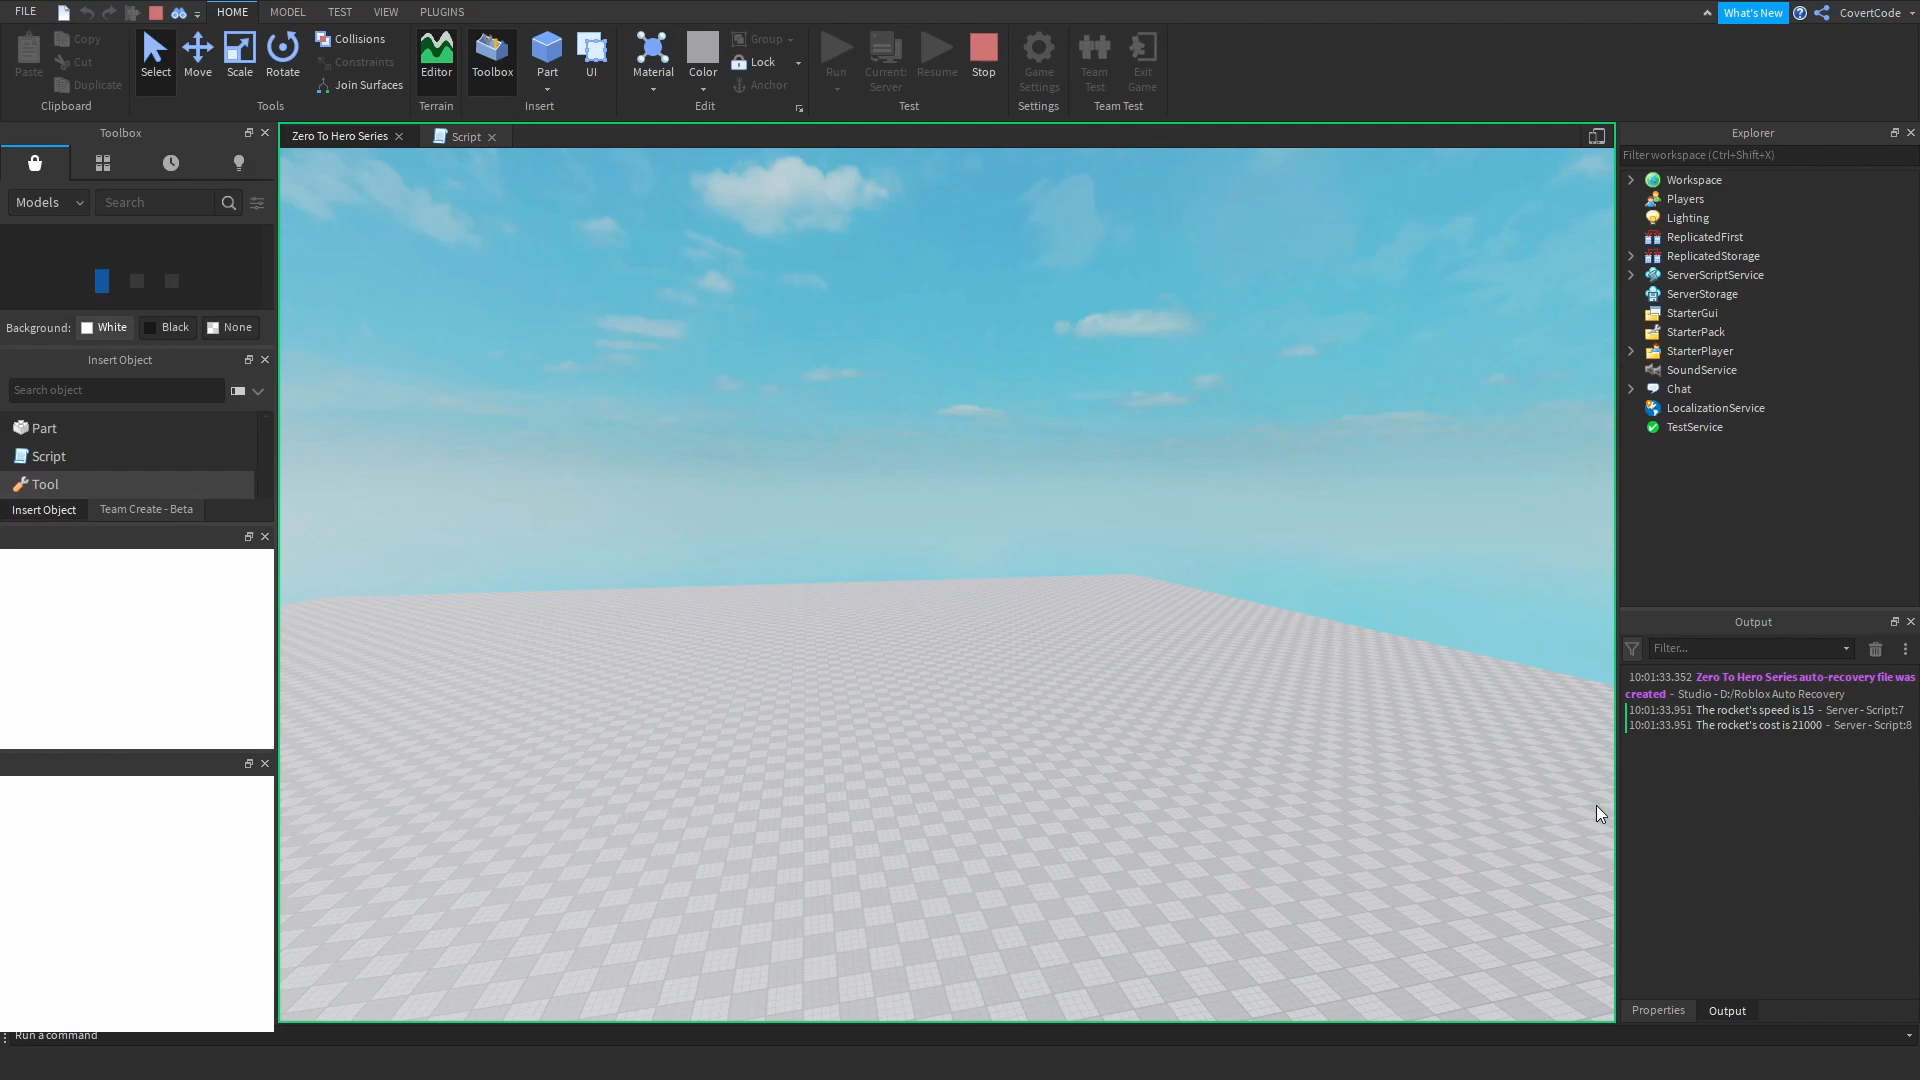 FILE HOME MODEL TEST VIEW PLUGINS What's New CovertCode
Paste Copy Cut Duplicate
Clipboard
Select Move Scale Rotate Collisions Constraints Join Surfaces
Tools
Editor
Terrain
Toolbox Part UI
Insert
Material Color Group Lock Anchor
Edit
Run Current: Server Resume Stop
Test
Game Settings
Settings
Team Test Exit Game
Team Test
Toolbox
Models Search
Background: White Black None
Insert Object
Search object
Part
Script
Tool
Insert Object Team Create - Beta
Zero To Hero Series Script
Explorer
Filter workspace (Ctrl+Shift+X)
Workspace
Players
Lighting
ReplicatedFirst
ReplicatedStorage
ServerScriptService
ServerStorage
StarterGui
StarterPack
StarterPlayer
SoundService
Chat
LocalizationService
TestService
Output
Filter...
10:01:33.352 Zero To Hero Series auto-recovery file was
created - Studio - D:/Roblox Auto Recovery
10:01:33.951 The rocket's speed is 15 - Server - Script:7
10:01:33.951 The rocket's cost is 21000 - Server - Script:8
Properties Output
Run a command